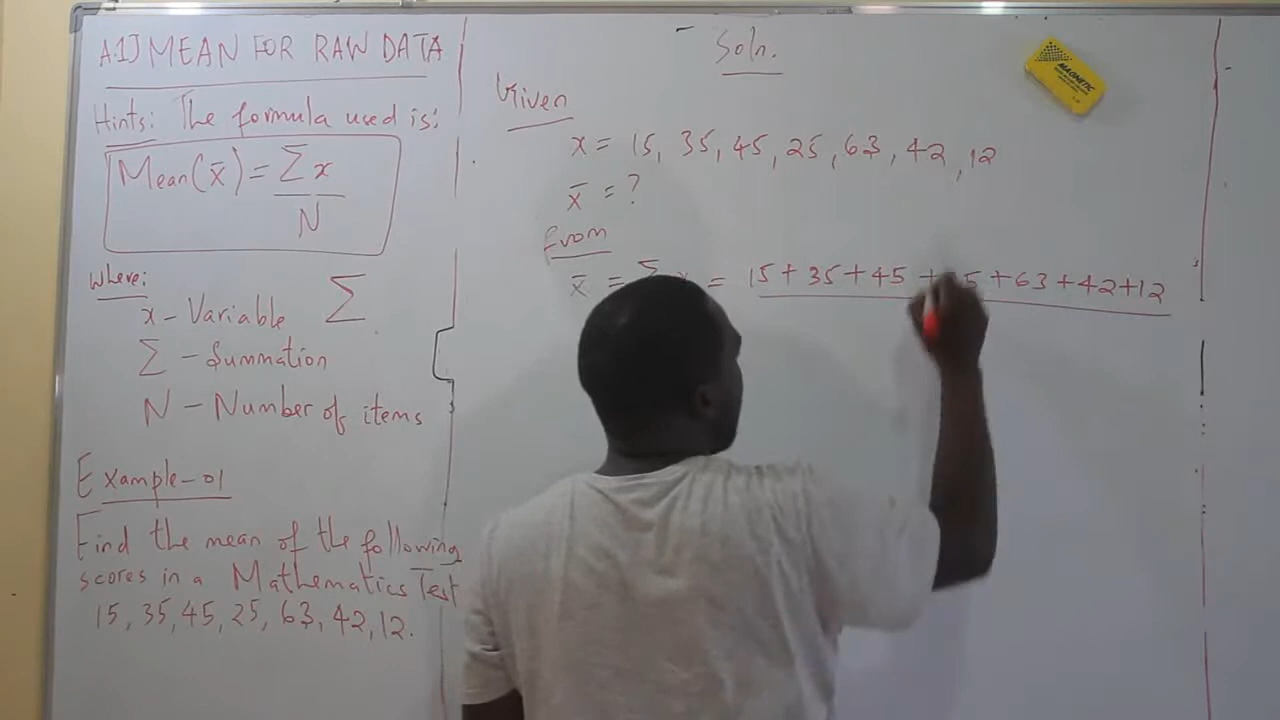 A.1] MEAN FOR RAW DATA
Hints: The formula used is:
Mean(x̄) = Σx
N
where:
x - Variable Σ
Σ - Summation
N - Number of items
Example-01
Find the mean of the following
scores in a Mathematics Test
15, 35, 45, 25, 63, 42, 12.
Soln.
Given
x = 15, 35, 45, 25, 63, 42, 12
x̄ = ?
from
x̄ = Σ x = 15 + 35 + 45 + 5 + 63 + 42 + 12
MAGNETIC